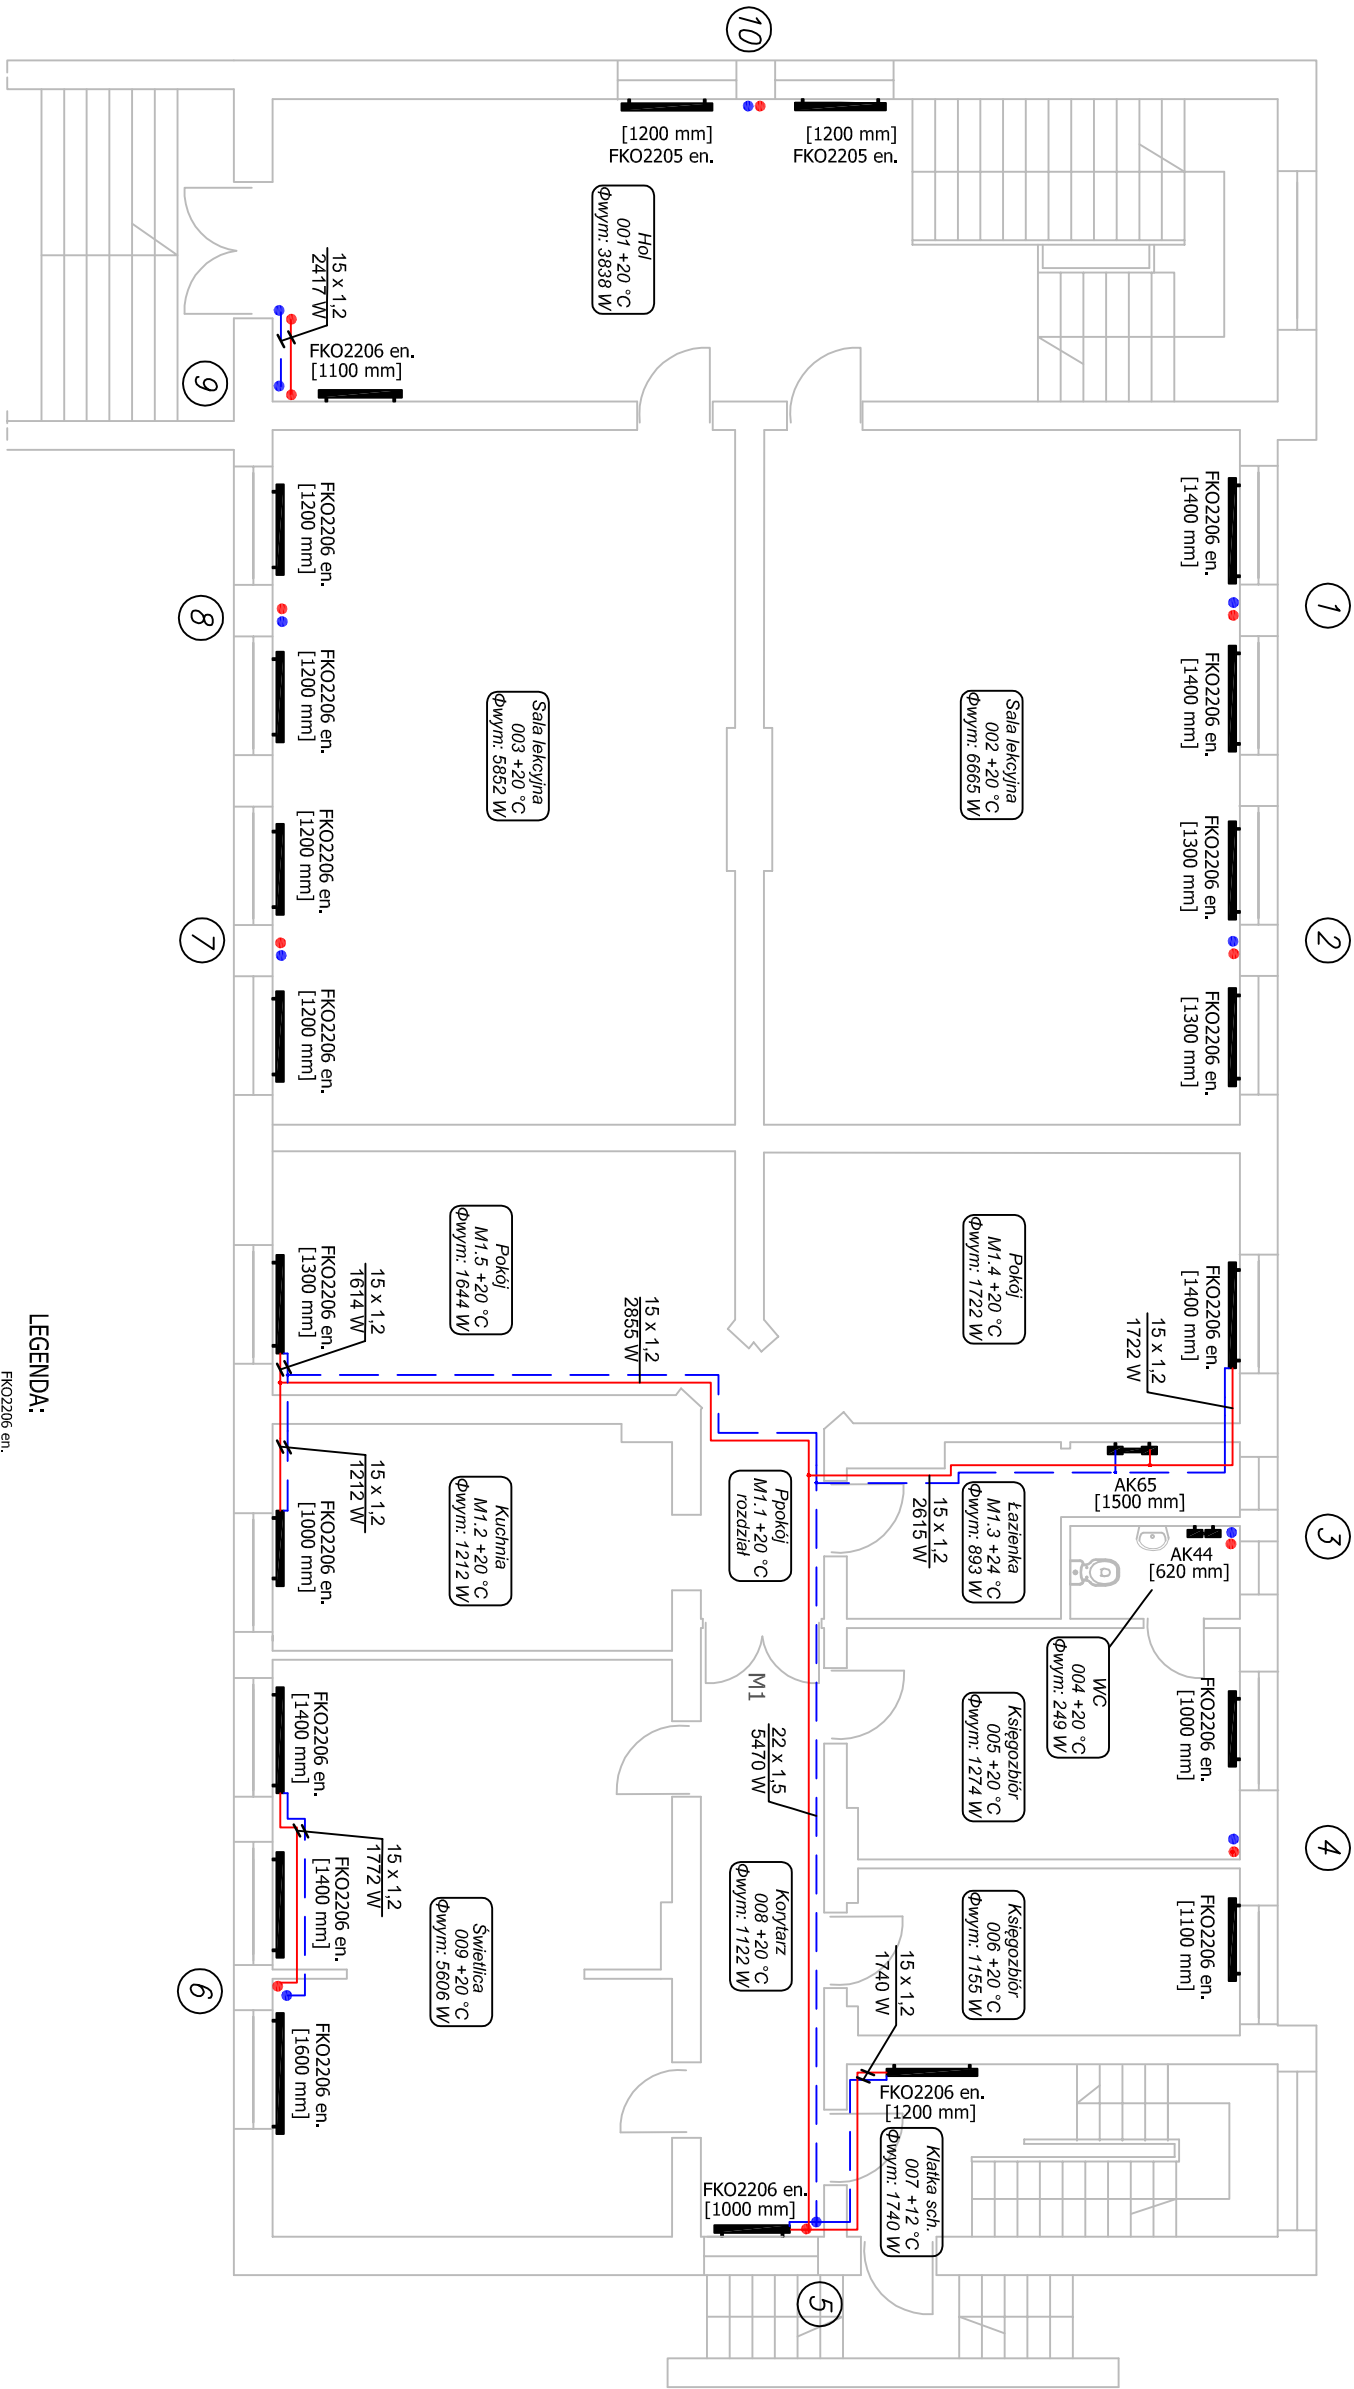 10
[1200 mm]
FKO2205 en.
[1200 mm]
FKO2205 en.
Hol
001 +20 °C
Φwym: 3838 W
15 x 1,2
2417 W
FKO2206 en.
[1100 mm]
9
FKO2206 en.
[1200 mm]
8
FKO2206 en.
[1200 mm]
FKO2206 en.
[1200 mm]
7
FKO2206 en.
[1200 mm]
Sala lekcyjna
003 +20 °C
Φwym: 5852 W
FKO2206 en.
[1400 mm]
1
FKO2206 en.
[1400 mm]
FKO2206 en.
[1300 mm]
2
FKO2206 en.
[1300 mm]
Sala lekcyjna
002 +20 °C
Φwym: 6665 W
Pokój
M1.5 +20 °C
Φwym: 1644 W
FKO2206 en.
[1300 mm]
15 x 1,2
1614 W
15 x 1,2
2855 W
Pokój
M1.4 +20 °C
Φwym: 1722 W
FKO2206 en.
[1400 mm]
15 x 1,2
1722 W
AK65
[1500 mm]
3
AK44
[620 mm]
Łazienka
M1.3 +24 °C
Φwym: 893 W
15 x 1,2
2615 W
Ppokój
M1.1 +20 °C
rozdział
Kuchnia
M1.2 +20 °C
Φwym: 1212 W
15 x 1,2
1212 W
FKO2206 en.
[1000 mm]
WC
004 +20 °C
Φwym: 249 W
M1
22 x 1,5
5470 W
Księgozbiór
005 +20 °C
Φwym: 1274 W
FKO2206 en.
[1000 mm]
4
FKO2206 en.
[1400 mm]
15 x 1,2
1772 W
FKO2206 en.
[1400 mm]
Świetlica
009 +20 °C
Φwym: 5606 W
6
FKO2206 en.
[1600 mm]
Korytarz
008 +20 °C
Φwym: 1122 W
Księgozbiór
006 +20 °C
Φwym: 1155 W
FKO2206 en.
[1100 mm]
15 x 1,2
1740 W
FKO2206 en.
[1200 mm]
Klatka sch.
007 +12 °C
Φwym: 1740 W
FKO2206 en.
[1000 mm]
5
LEGENDA:
FKO2206 en.